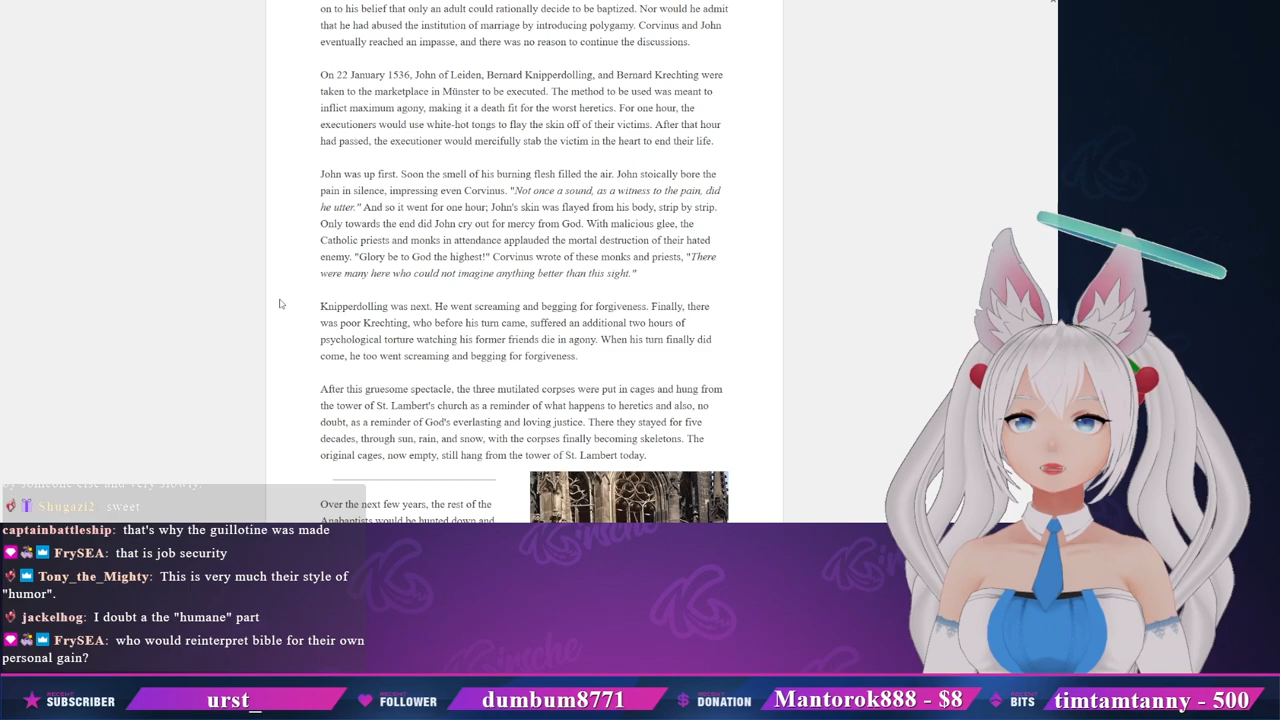 on to his belief that only an adult could rationally decide to be baptized. Nor would he admit
that he had abused the institution of marriage by introducing polygamy. Corvinus and John
eventually reached an impasse, and there was no reason to continue the discussions.
On 22 January 1536, John of Leiden, Bernard Knipperdolling, and Bernard Krechting were
taken to the marketplace in Münster to be executed. The method to be used was meant to
inflict maximum agony, making it a death fit for the worst heretics. For one hour, the
executioners would use white-hot tongs to flay the skin off of their victims. After that hour
had passed, the executioner would mercifully stab the victim in the heart to end their life.
John was up first. Soon the smell of his burning flesh filled the air. John stoically bore the
pain in silence, impressing even Corvinus. "Not once a sound, as a witness to the pain, did
he utter." And so it went for one hour; John's skin was flayed from his body, strip by strip.
Only towards the end did John cry out for mercy from God. With malicious glee, the
Catholic priests and monks in attendance applauded the mortal destruction of their hated
enemy. "Glory be to God the highest!" Corvinus wrote of these monks and priests, "There
were many here who could not imagine anything better than this sight."
Knipperdolling was next. He went screaming and begging for forgiveness. Finally, there
was poor Krechting, who before his turn came, suffered an additional two hours of
psychological torture watching his former friends die in agony. When his turn finally did
come, he too went screaming and begging for forgiveness.
After this gruesome spectacle, the three mutilated corpses were put in cages and hung from
the tower of St. Lambert's church as a reminder of what happens to heretics and also, no
doubt, as a reminder of God's everlasting and loving justice. There they stayed for five
decades, through sun, rain, and snow, with the corpses finally becoming skeletons. The
original cages, now empty, still hang from the tower of St. Lambert today.
Over the next few years, the rest of the
Anabaptists would be hunted down and
by someone else and very slowly.
Shugazi2 sweet
captainbattleship: that's why the guillotine was made
FrySEA: that is job security
Tony_the_Mighty: This is very much their style of
"humor".
jackelhog: I doubt a the "humane" part
FrySEA: who would reinterpret bible for their own
personal gain?
Kinsche
RECENT SUBSCRIBER urst_ RECENT FOLLOWER dumbum8771 RECENT DONATION Mantorok888 - $8 RECENT BITS timtamtanny - 500